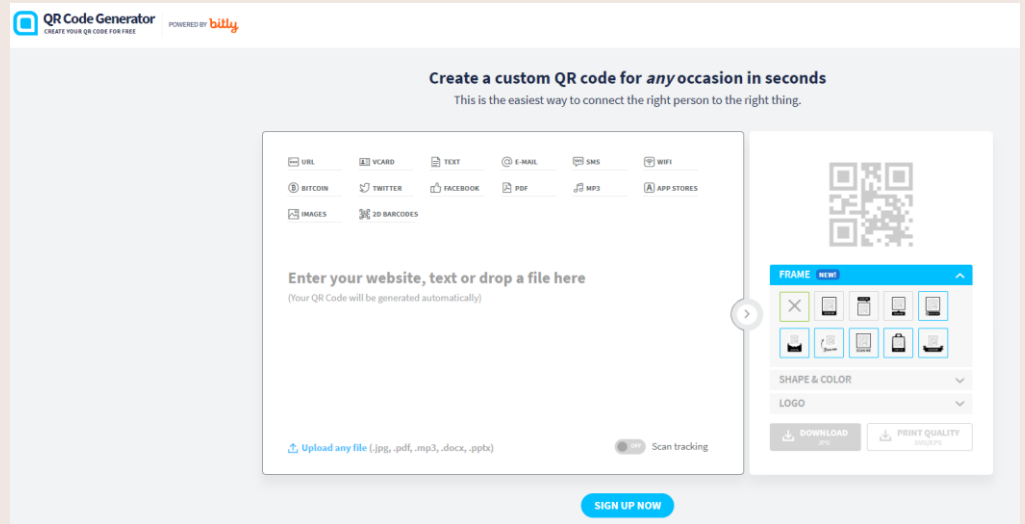 QR Code Generator
CREATE YOUR QR CODE FOR FREE
POWERED BY bitly
Create a custom QR code for any occasion in seconds
This is the easiest way to connect the right person to the right thing.
URL VCARD TEXT E-MAIL SMS WIFI
BITCOIN TWITTER FACEBOOK PDF MP3 APP STORES
IMAGES 2D BARCODES
Enter your website, text or drop a file here
(Your QR Code will be generated automatically)
Upload any file (.jpg, .pdf, .mp3, .docx, .pptx)
OFF Scan tracking
FRAME NEW!
SHAPE & COLOR
LOGO
DOWNLOAD
JPG
PRINT QUALITY
SVG/EPS
SIGN UP NOW